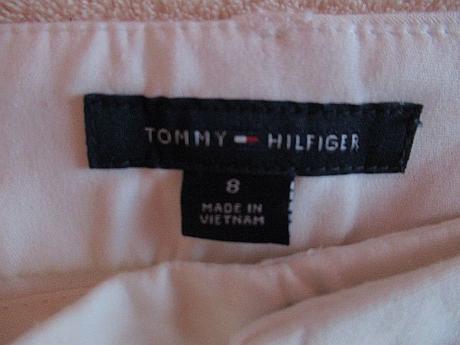 TOMMY HILFIGER
8
MADE IN
VIETNAM